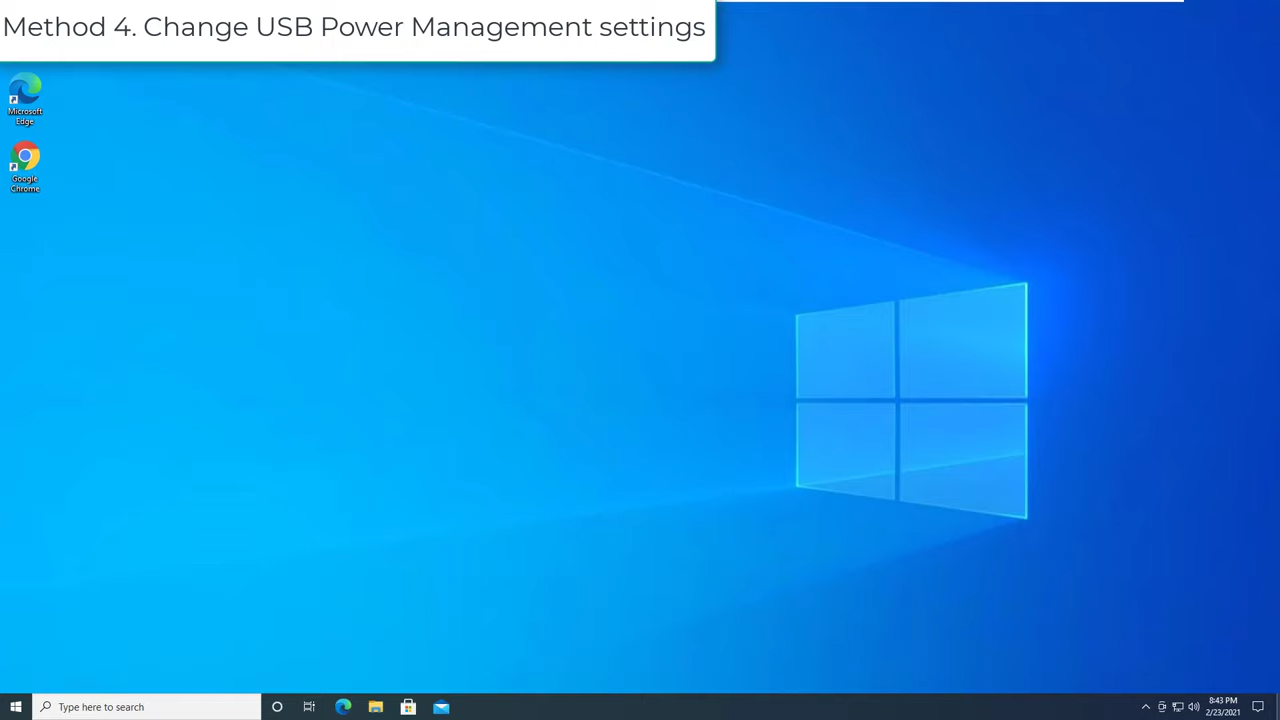 Method 4. Change USB Power Management settings
Microsoft
Edge
Google
Chrome
Type here to search
8:43 PM
2/23/2021